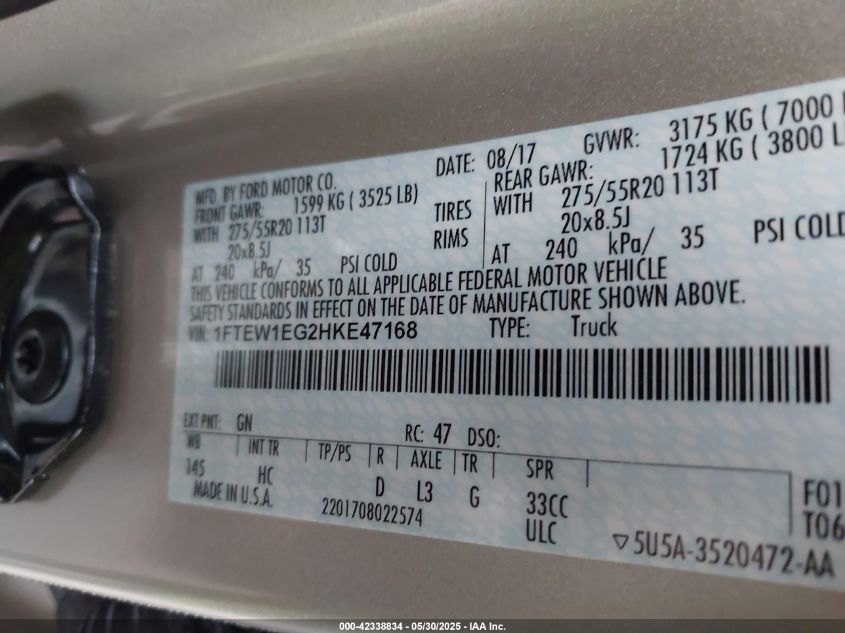 MFD. BY FORD MOTOR CO. DATE: 08/17 GVWR: 3175 KG ( 7000
FRONT GAWR: 1599 KG ( 3525 LB) REAR GAWR: 1724 KG ( 3800
WITH 275/55R20 113T TIRES WITH 275/55R20 113T
20x8.5J RIMS 20x8.5J
AT 240 kPa/ 35 PSI COLD AT 240 kPa/ 35 PSI COLD
THIS VEHICLE CONFORMS TO ALL APPLICABLE FEDERAL MOTOR VEHICLE
SAFETY STANDARDS IN EFFECT ON THE DATE OF MANUFACTURE SHOWN ABOVE.
VIN: 1FTEW1EG2HKE47168 TYPE: Truck
EXT PNT: GN RC: 47 DSO:
WB INT TR TP/PS R AXLE TR SPR
145 HC D L3 G 33CC F01
MADE IN U.S.A. 2201708022574 ULC T06
▽5U5A-3520472-AA
000-42338834 - 05/30/2025 - IAA Inc.